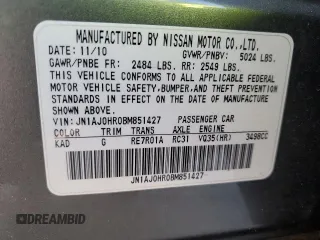 MANUFACTURED BY NISSAN MOTOR CO.,LTD.
DATE: 11/10 GVWR/PNBV: 5024 LBS.
GAWR/PNBE FR: 2484 LBS. RR: 2549 LBS.
THIS VEHICLE CONFORMS TO ALL APPLICABLE FEDERAL
MOTOR VEHICLE SAFETY, BUMPER, AND THEFT PREVENTION
STANDARDS IN EFFECT ON THE DATE OF
MANUFACTURE SHOWN ABOVE.
VIN: JN1AJ0HR0BM851427 PASSENGER CAR
COLOR TRIM TRANS AXLE ENGINE
KAD G RE7R01A RC31 VQ35(HR) 3498CC
JN1AJ0HR0BM851427
DREAMBID